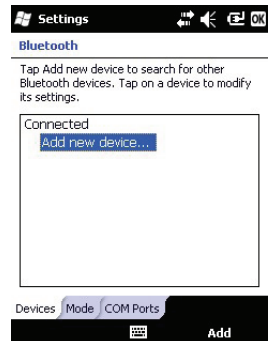 Settings
OK
Bluetooth
Tap Add new device to search for other
Bluetooth devices. Tap on a device to modify
its settings.
Connected
Add new device...
Devices Mode COM Ports
Add